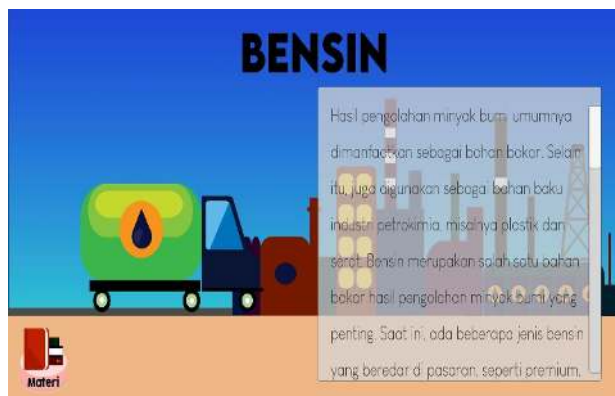 BENSIN
Hasil pengolahan minyak bumi umumnya
dimanfaatkan sebagai bahan bakar. Selain
itu, juga digunakan sebagai bahan baku
industri petrokimia, misalnya plastik dan
serat. Bensin merupakan salah satu bahan
bakar hasil pengolahan minyak bumi yang
penting. Saat ini, ada beberapa jenis bensin
yang beredar di pasaran, seperti premium,
Materi